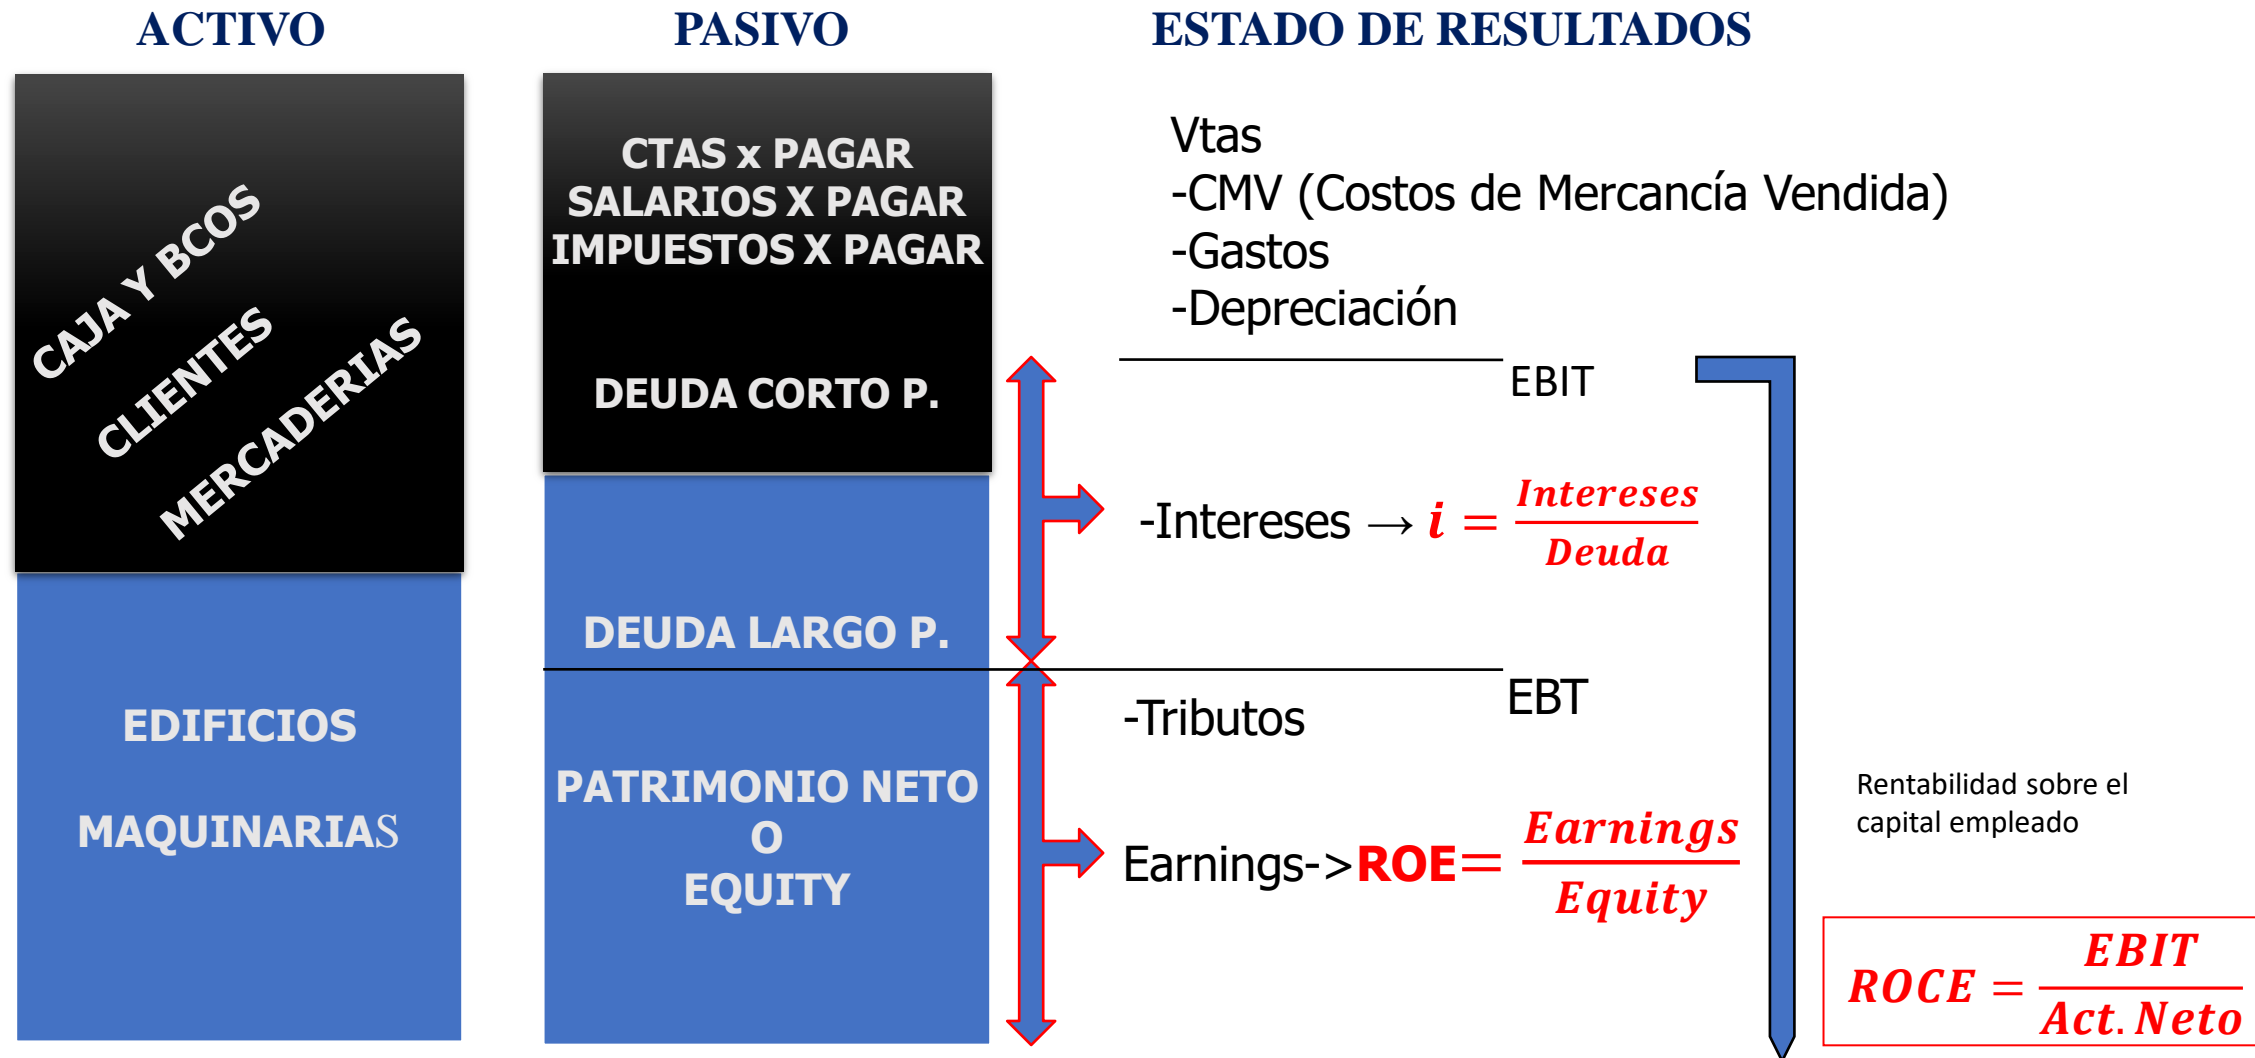 ACTIVO
CAJA Y BCOS
CLIENTES
MERCADERIAS
EDIFICIOS
MAQUINARIAS
PASIVO
CTAS x PAGAR
SALARIOS X PAGAR
IMPUESTOS X PAGAR
DEUDA CORTO P.
DEUDA LARGO P.
PATRIMONIO NETO
O
EQUITY
ESTADO DE RESULTADOS
Vtas
-CMV (Costos de Mercancía Vendida)
-Gastos
-Depreciación
EBIT
-Intereses → i = Intereses / Deuda
EBT
-Tributos
Earnings->ROE= Earnings / Equity
Rentabilidad sobre el
capital empleado
ROCE = EBIT / Act. Neto